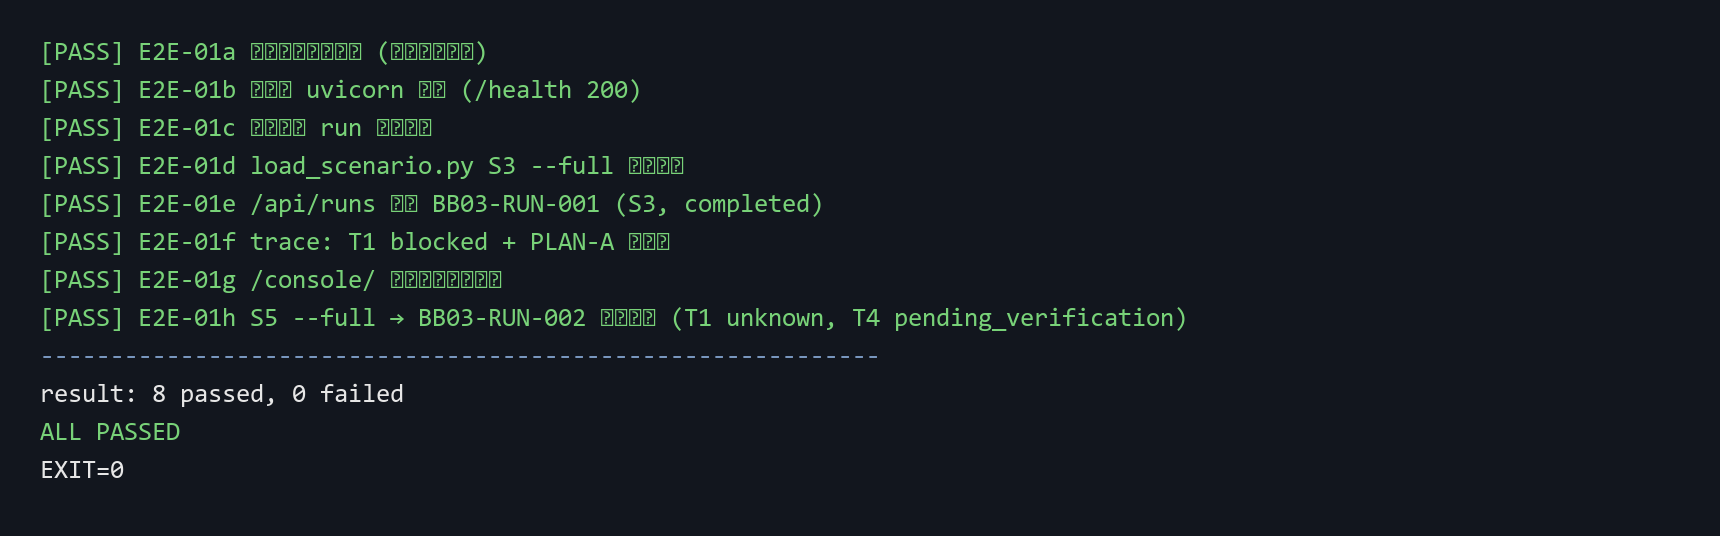 [PASS] E2E-01a ()
[PASS] E2E-01b uvicorn (/health 200)
[PASS] E2E-01c run
[PASS] E2E-01d load_scenario.py S3 --full
[PASS] E2E-01e /api/runs BB03-RUN-001 (S3, completed)
[PASS] E2E-01f trace: T1 blocked + PLAN-A
[PASS] E2E-01g /console/
[PASS] E2E-01h S5 --full → BB03-RUN-002 (T1 unknown, T4 pending_verification)
------------------------------------------------------------
result: 8 passed, 0 failed
ALL PASSED
EXIT=0